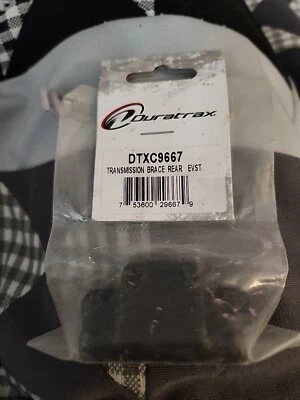 Duratrax
DTXC9667
TRANSMISSION BRACE REAR EVST
7 53600 29667 9